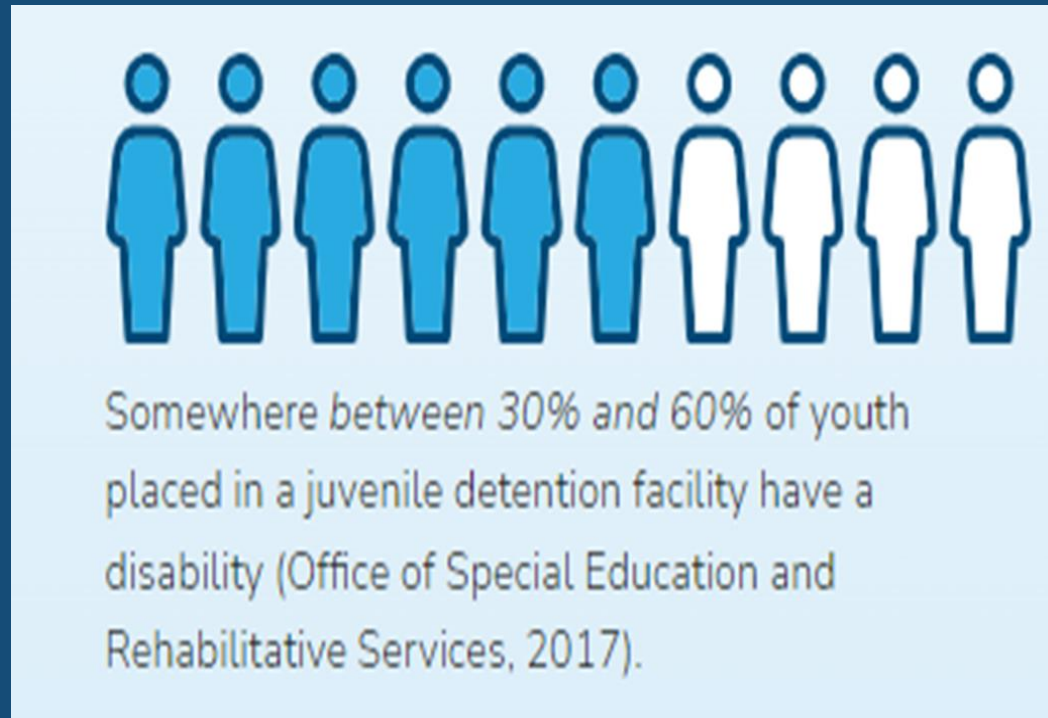 Somewhere between 30% and 60% of youth
placed in a juvenile detention facility have a
disability (Office of Special Education and
Rehabilitative Services, 2017).